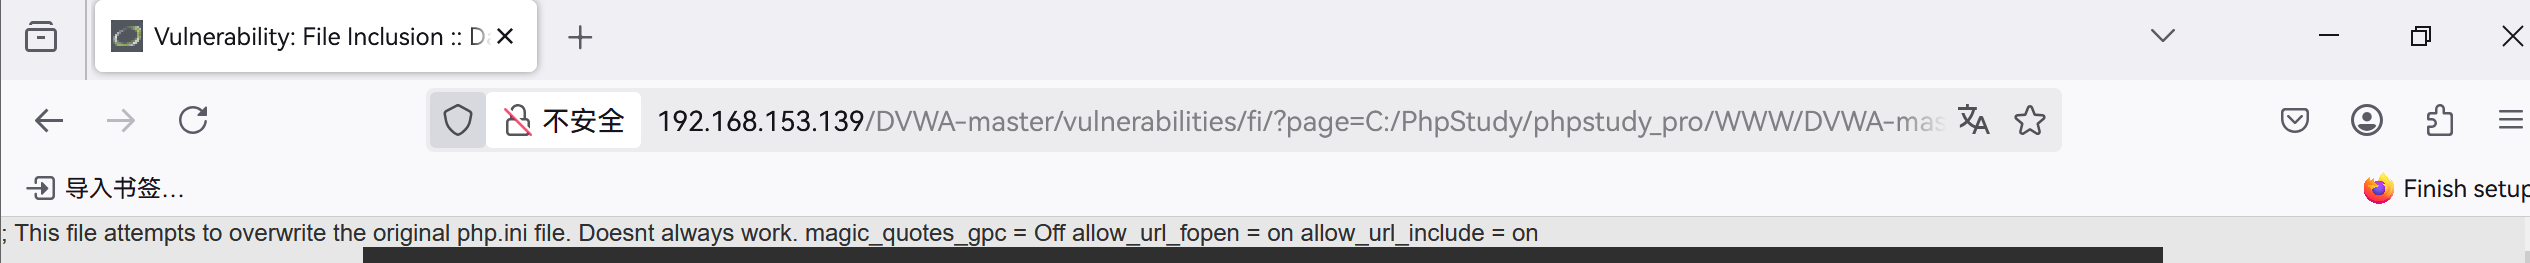 Vulnerability: File Inclusion :: Da
不安全 192.168.153.139/DVWA-master/vulnerabilities/fi/?page=C:/PhpStudy/phpstudy_pro/WWW/DVWA-mas
导入书签…
Finish setup
; This file attempts to overwrite the original php.ini file. Doesnt always work. magic_quotes_gpc = Off allow_url_fopen = on allow_url_include = on